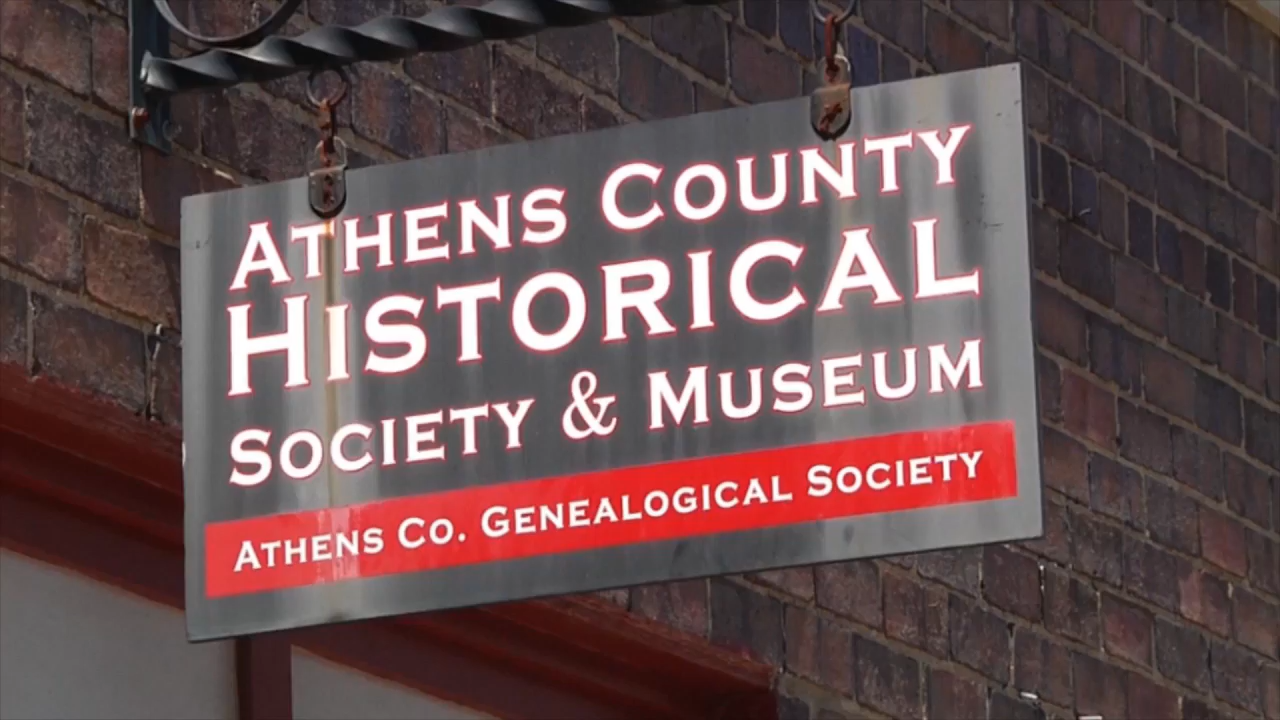 Athens County
Historical
Society & Museum
Athens Co. Genealogical Society